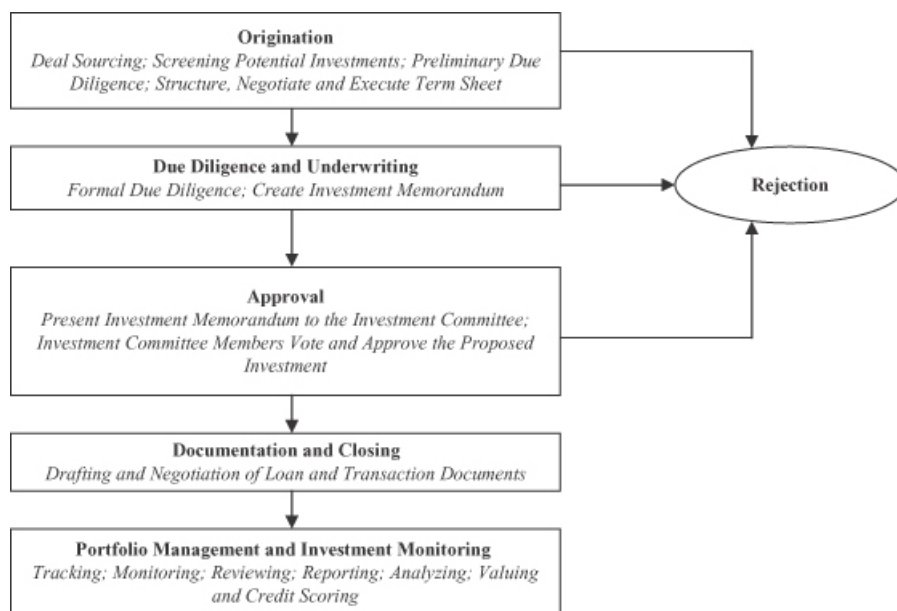 Origination
Deal Sourcing; Screening Potential Investments; Preliminary Due
Diligence; Structure, Negotiate and Execute Term Sheet
Due Diligence and Underwriting
Formal Due Diligence; Create Investment Memorandum
Rejection
Approval
Present Investment Memorandum to the Investment Committee;
Investment Committee Members Vote and Approve the Proposed
Investment
Documentation and Closing
Drafting and Negotiation of Loan and Transaction Documents
Portfolio Management and Investment Monitoring
Tracking; Monitoring; Reviewing; Reporting; Analyzing; Valuing
and Credit Scoring